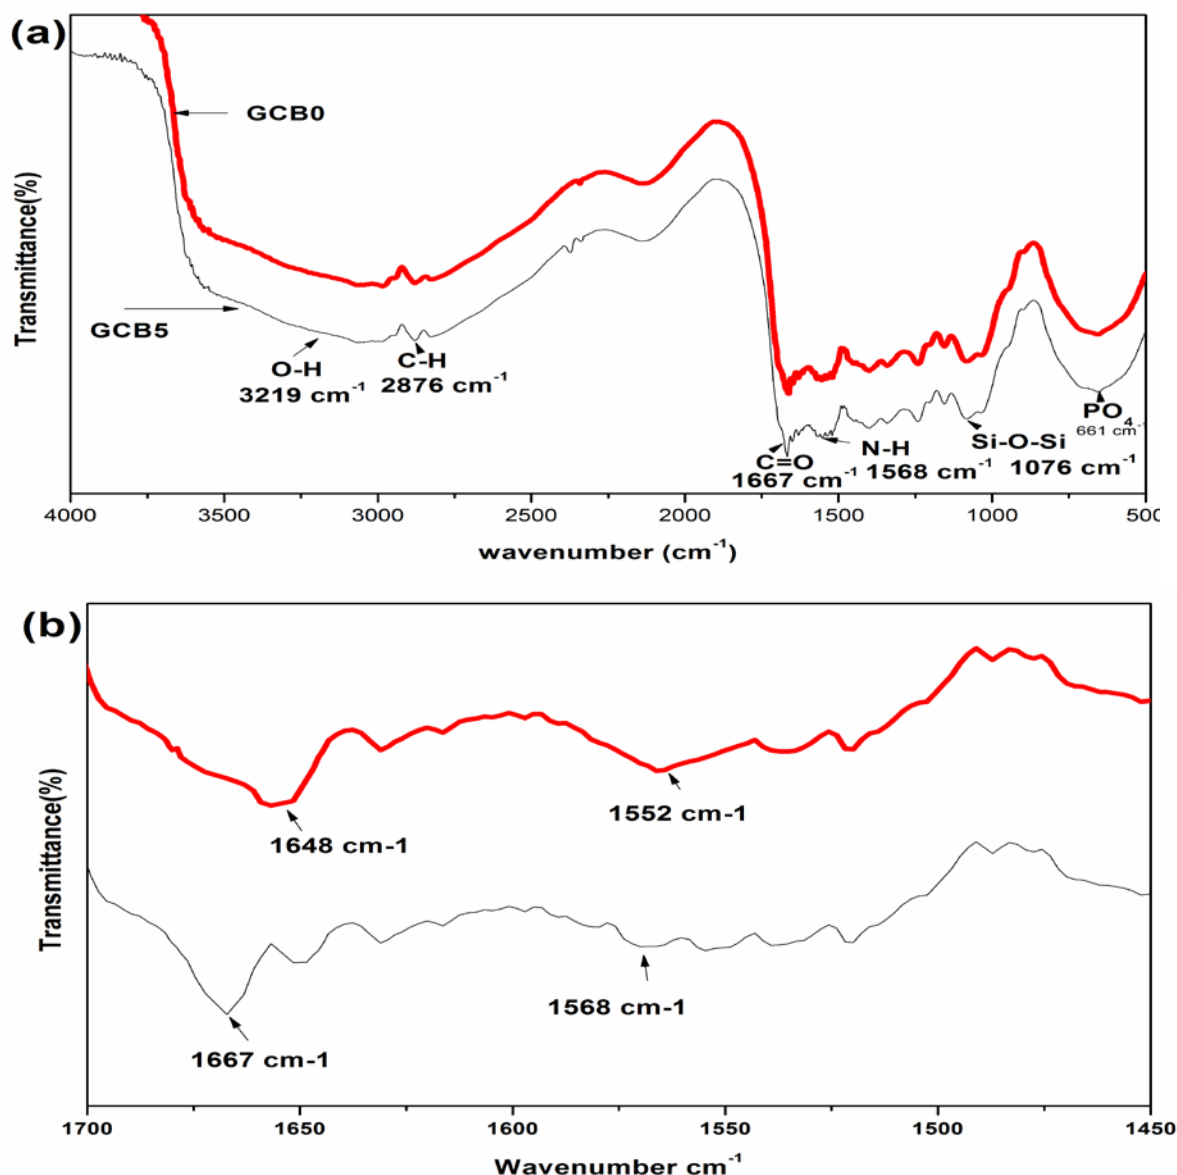 (a)
GCB0
GCB5
O-H
3219 cm-1
C-H
2876 cm-1
C=O
1667 cm-1
N-H
1568 cm-1
Si-O-Si
1076 cm-1
PO4
661 cm-
Transmittance(%)
4000 3500 3000 2500 2000 1500 1000 500
wavenumber (cm-1)
(b)
1648 cm-1
1552 cm-1
1568 cm-1
1667 cm-1
Transmittance(%)
1700 1650 1600 1550 1500 1450
Wavenumber cm-1